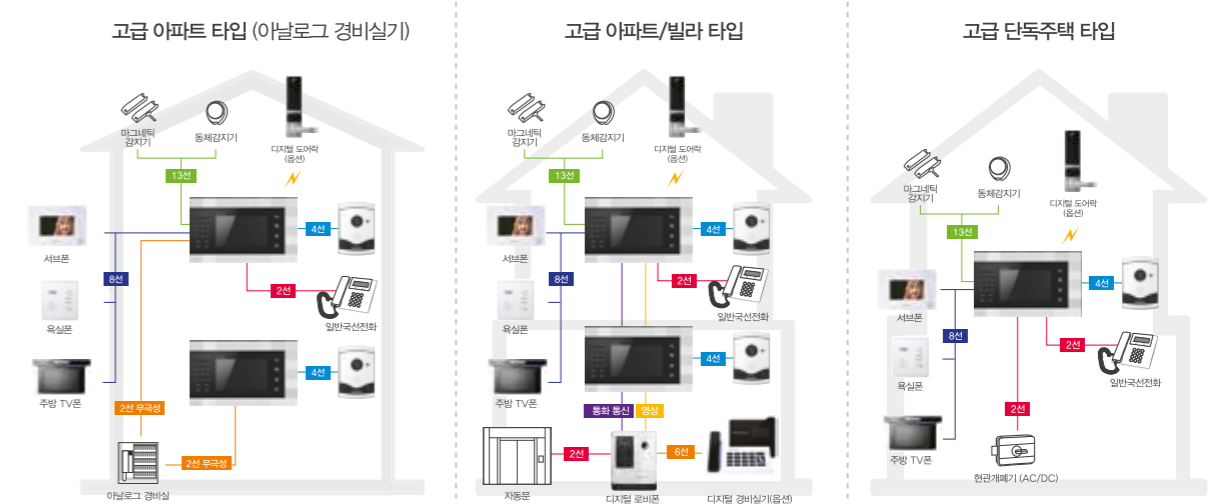 고급 아파트 타입 (아날로그 경비실기)
마그네틱
감지기
동체감지기
디지털 도어락
(옵션)
13선
4선
서브폰
8선
2선
일반국선전화
욕실폰
4선
주방 TV폰
2선 무극성
2선 무극성
아날로그 경비실
고급 아파트/빌라 타입
마그네틱
감지기
동체감지기
디지털 도어락
(옵션)
13선
4선
서브폰
8선
2선
일반국선전화
욕실폰
4선
주방 TV폰
통화 통신
영상
2선
6선
자동문
디지털 로비폰
디지털 경비실기(옵션)
고급 단독주택 타입
마그네틱
감지기
동체감지기
디지털 도어락
(옵션)
13선
4선
서브폰
8선
2선
일반국선전화
욕실폰
2선
주방 TV폰
현관개폐기 (AC/DC)